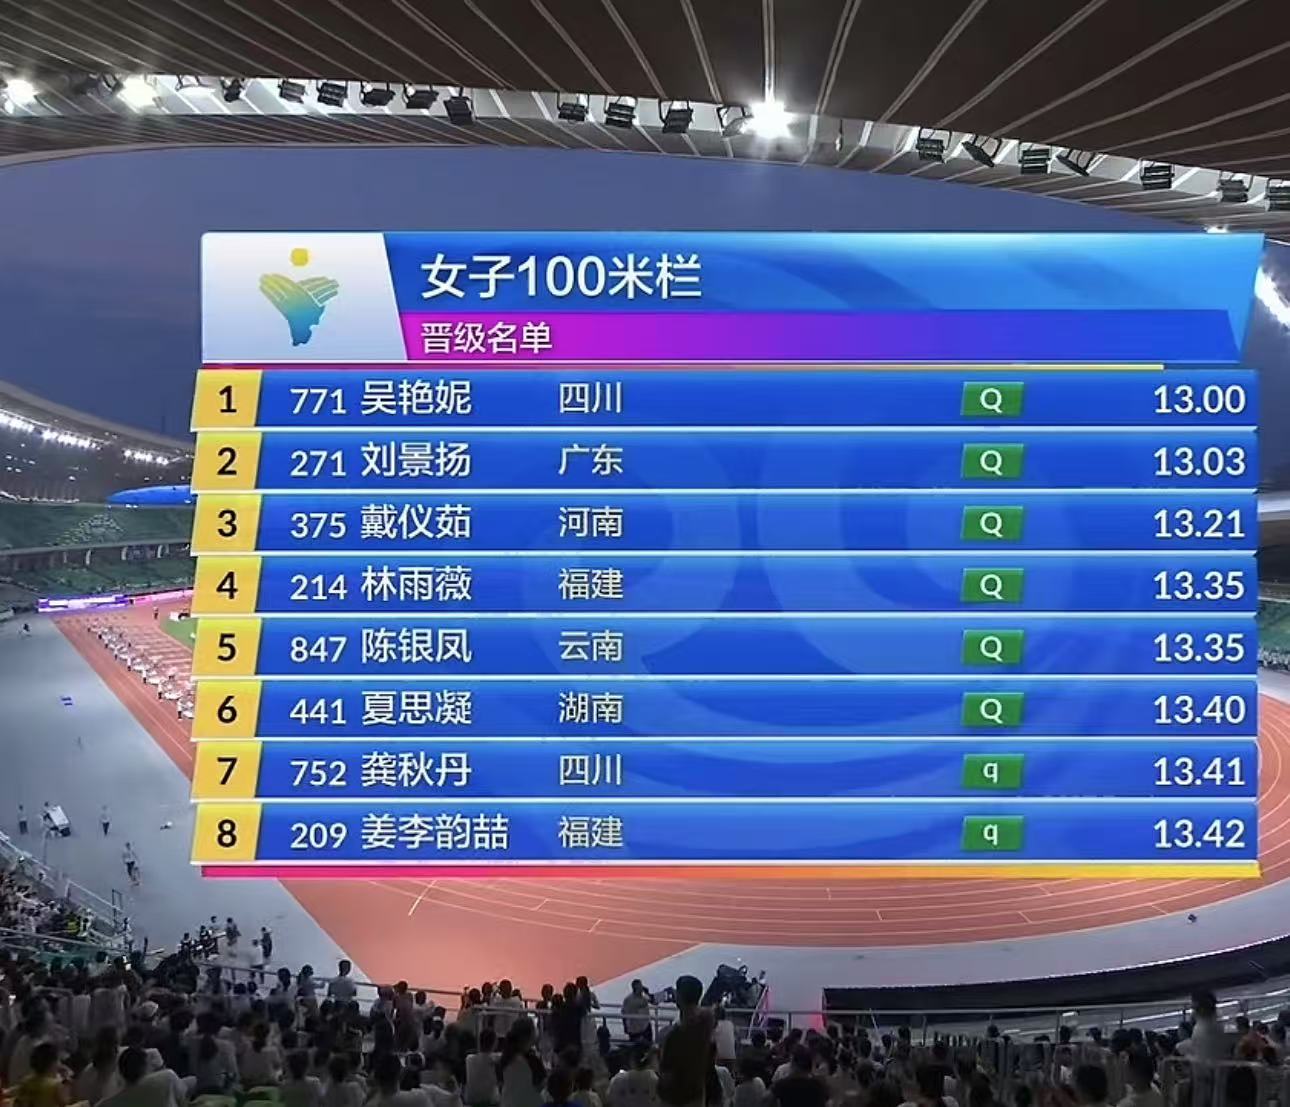 女子100米栏
晋级名单
1 771 吴艳妮 四川 Q 13.00
2 271 刘景扬 广东 Q 13.03
3 375 戴仪茹 河南 Q 13.21
4 214 林雨薇 福建 Q 13.35
5 847 陈银凤 云南 Q 13.35
6 441 夏思凝 湖南 Q 13.40
7 752 龚秋丹 四川 q 13.41
8 209 姜李韵喆 福建 q 13.42